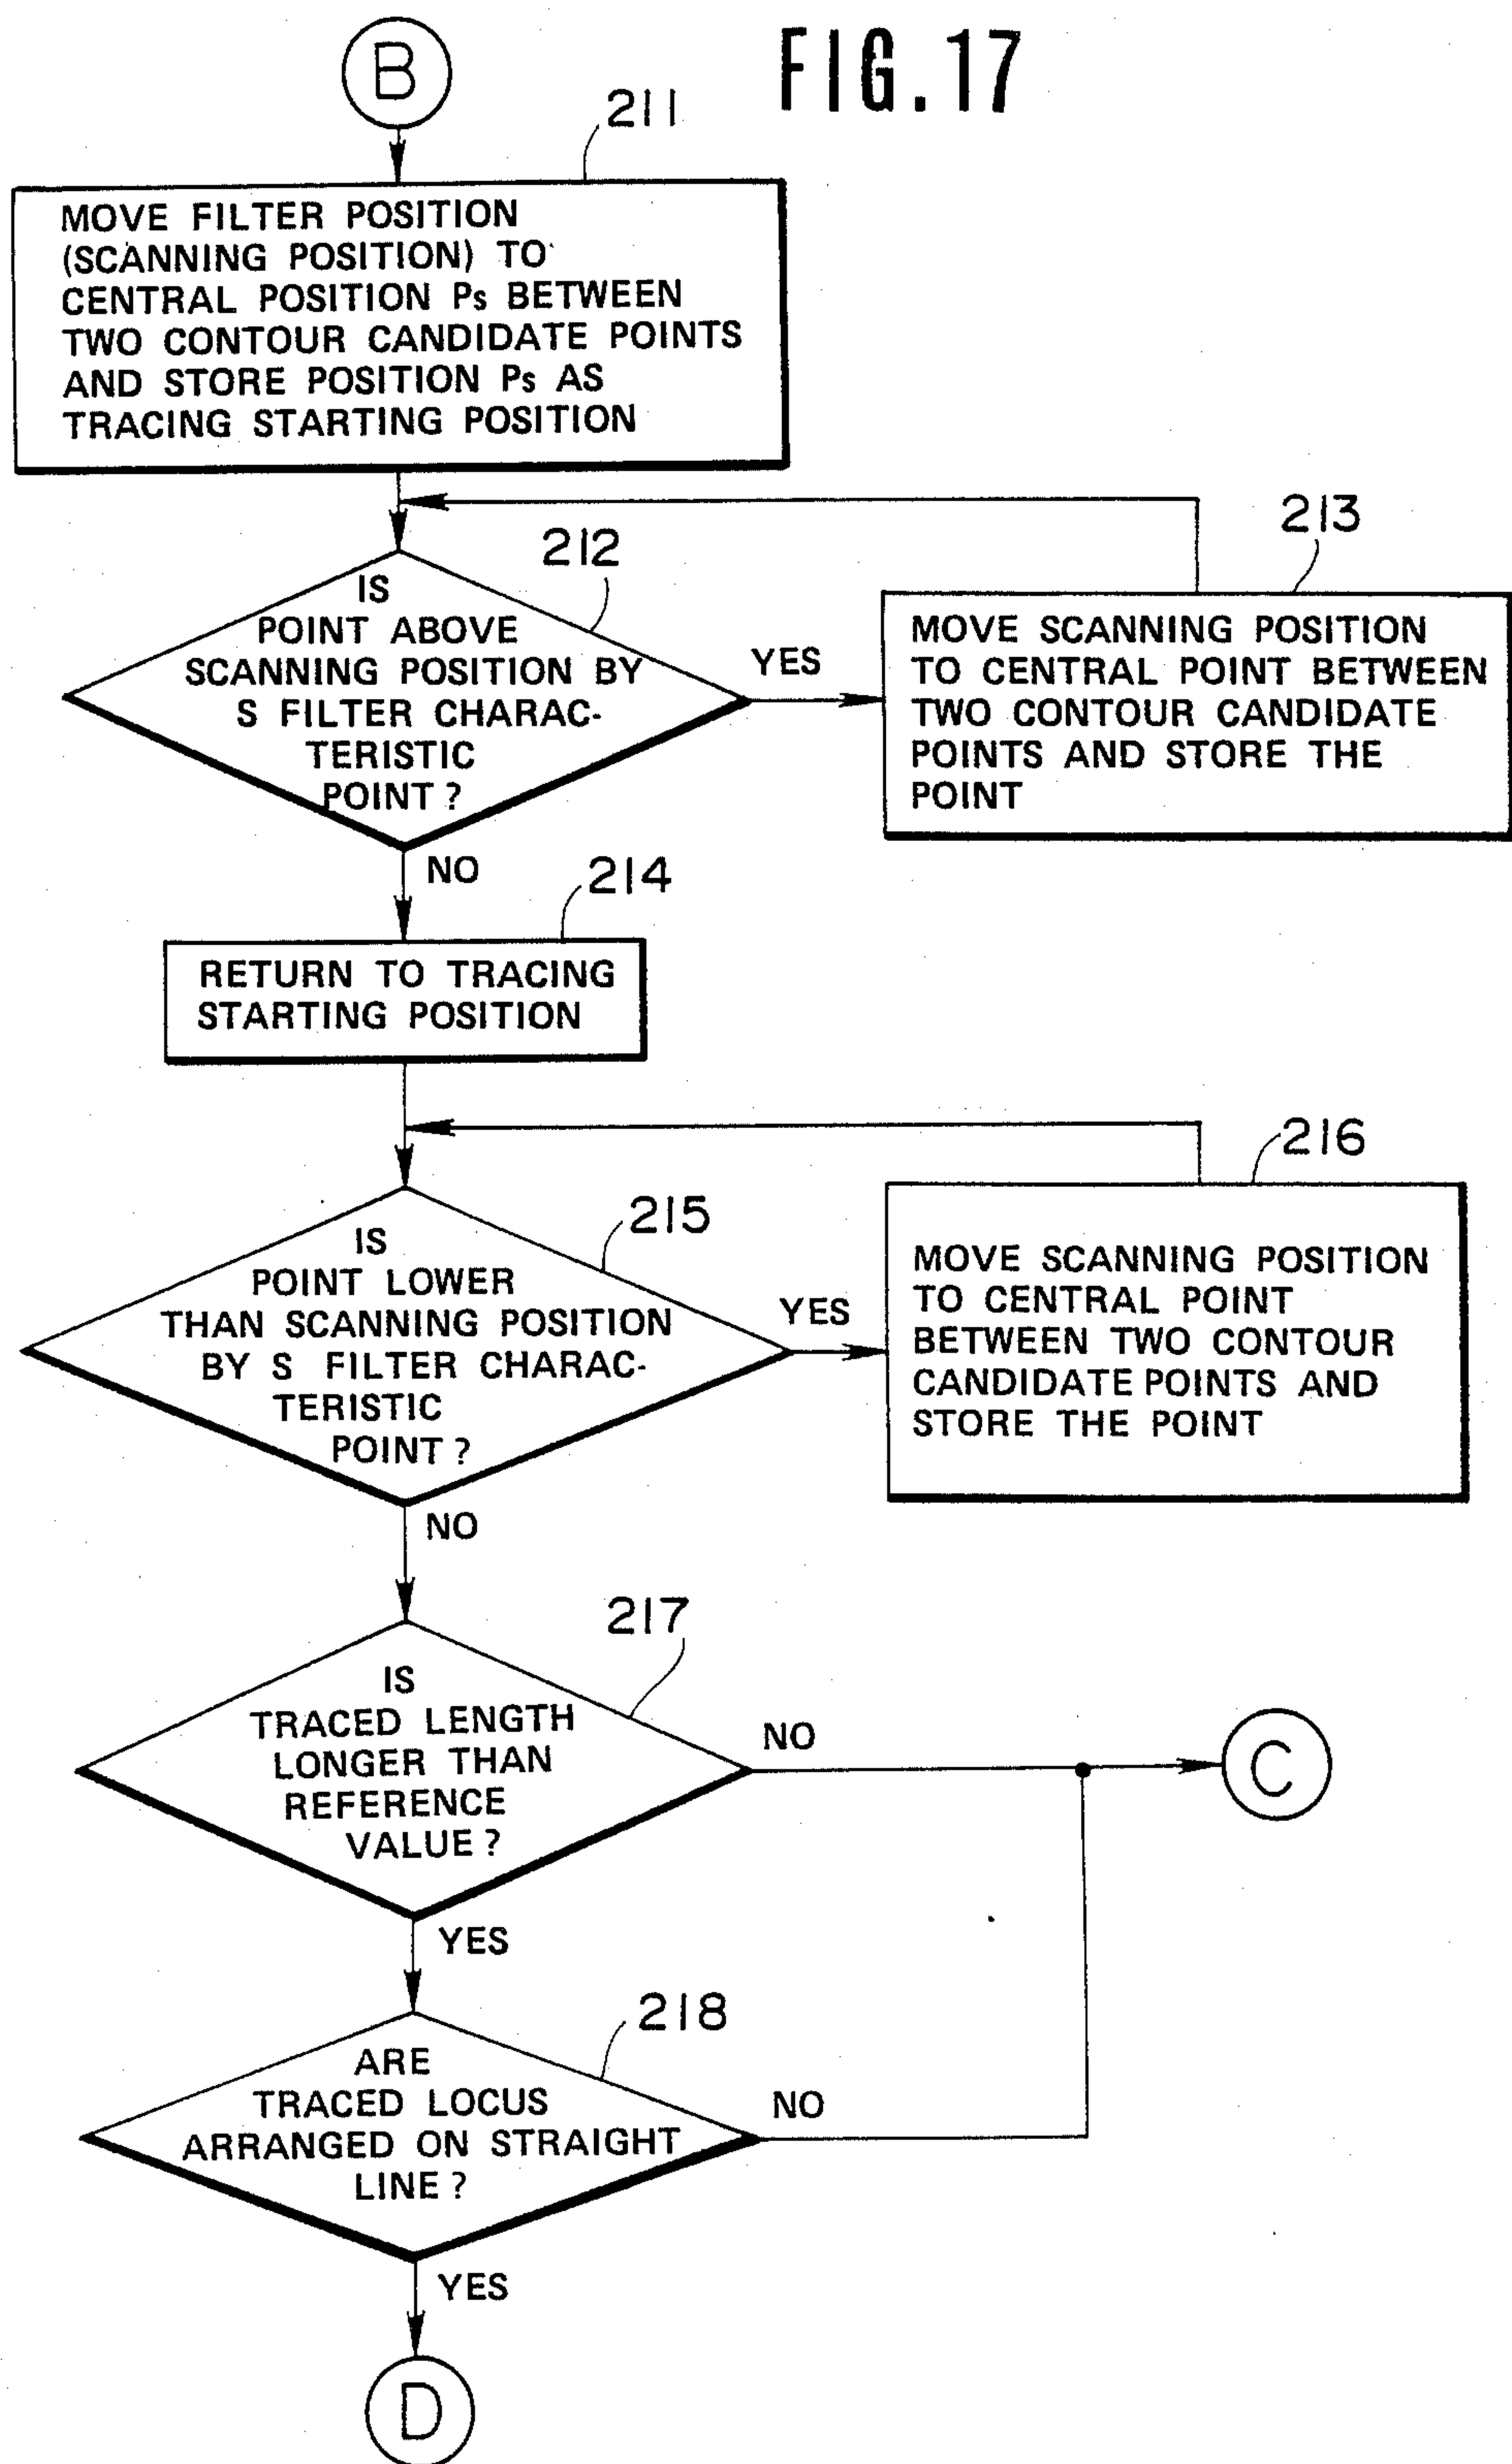 B
FIG.17
211
MOVE FILTER POSITION
(SCANNING POSITION) TO
CENTRAL POSITION Ps BETWEEN
TWO CONTOUR CANDIDATE POINTS
AND STORE POSITION Ps AS
TRACING STARTING POSITION
212
IS
POINT ABOVE
SCANNING POSITION BY
S FILTER CHARAC-
TERISTIC
POINT?
YES
213
MOVE SCANNING POSITION
TO CENTRAL POINT BETWEEN
TWO CONTOUR CANDIDATE
POINTS AND STORE THE
POINT
NO
214
RETURN TO TRACING
STARTING POSITION
215
IS
POINT LOWER
THAN SCANNING POSITION
BY S FILTER CHARAC-
TERISTIC
POINT?
YES
216
MOVE SCANNING POSITION
TO CENTRAL POINT
BETWEEN TWO CONTOUR
CANDIDATE POINTS AND
STORE THE POINT
NO
217
IS
TRACED LENGTH
LONGER THAN
REFERENCE
VALUE?
NO
C
YES
218
ARE
TRACED LOCUS
ARRANGED ON STRAIGHT
LINE?
NO
YES
D